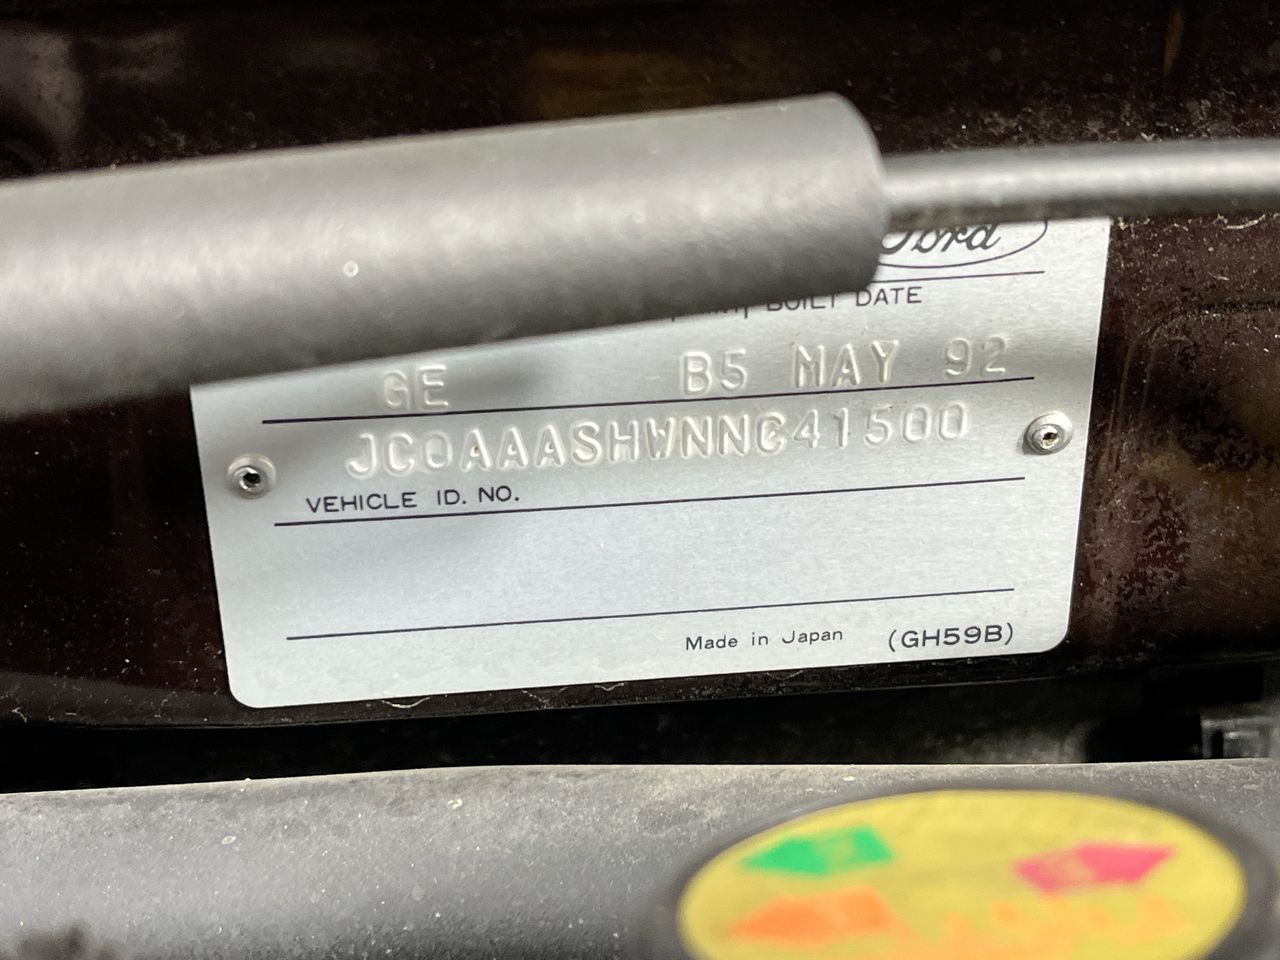 Ford
BUILT DATE
GE B5 MAY 92
JC0AAASHWNNC41500
VEHICLE ID. NO.
Made in Japan (GH59B)